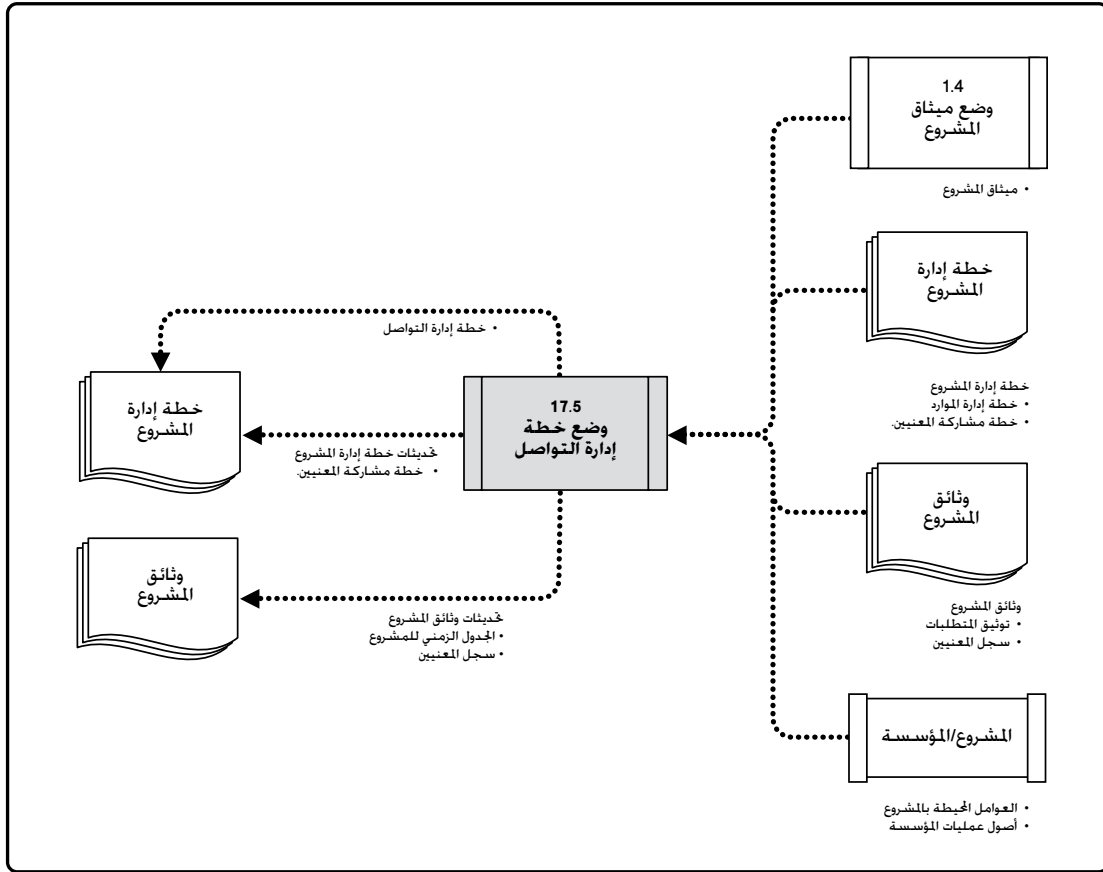 1.4
وضع ميثاق
المشروع
• ميثاق المشروع
خطة إدارة
المشروع
خطة إدارة المشروع
• خطة إدارة الموارد
• خطة مشاركة المعنيين.
وثائق
المشروع
وثائق المشروع
• توثيق المتطلبات
• سجل المعنيين
المشروع/المؤسسة
• العوامل المحيطة بالمشروع
• أصول عمليات المؤسسة
17.5
وضع خطة
إدارة التواصل
• خطة إدارة التواصل
تحديثات خطة إدارة المشروع
• خطة مشاركة المعنيين.
تحديثات وثائق المشروع
• الجدول الزمني للمشروع
• سجل المعنيين
خطة إدارة
المشروع
وثائق
المشروع